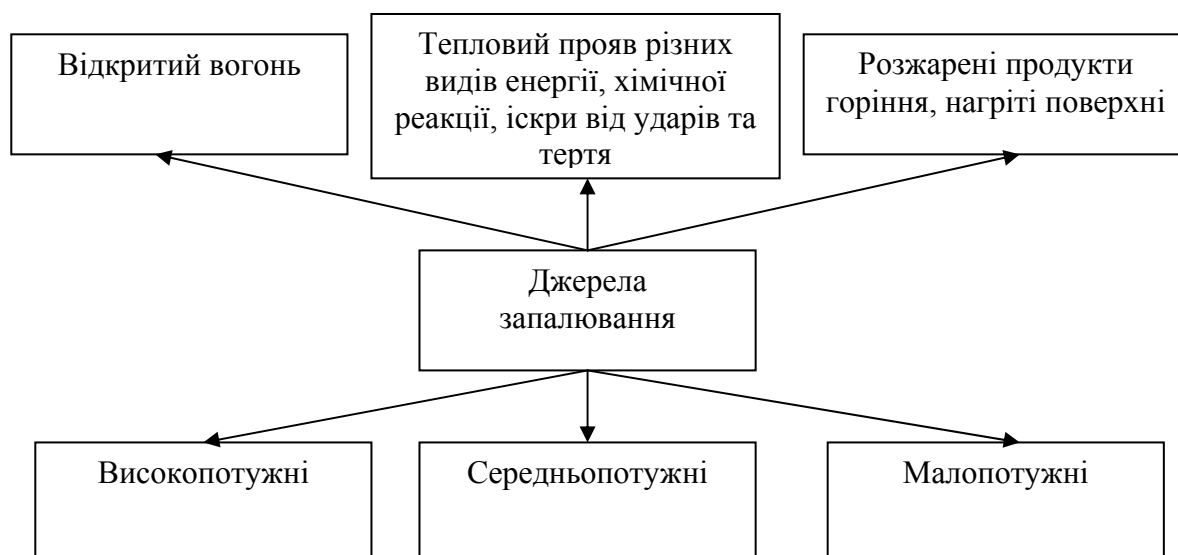 Відкритий вогонь
Тепловий прояв різних
видів енергії, хімічної
реакції, іскри від ударів та
тертя
Розжарені продукти
горіння, нагріті поверхні
Джерела
запалювання
Високопотужні
Середньопотужні
Малопотужні